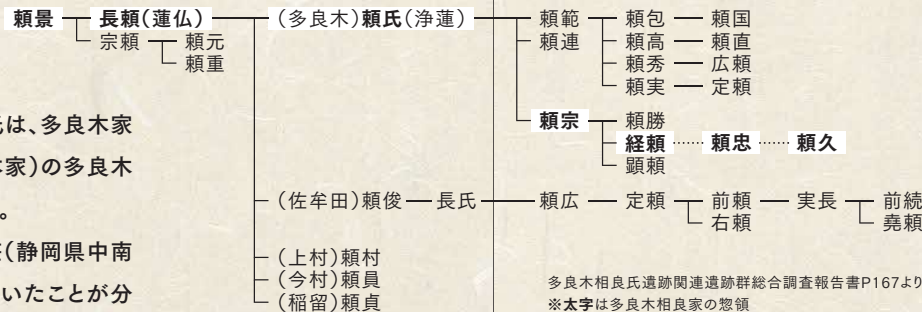 頼景 長頼(蓮仏) (多良木)頼氏(浄蓮) 頼範 頼包 頼国
宗頼 頼元 頼連 頼高 頼直
頼重 頼秀 広頼
頼実 定頼
頼宗 頼勝
経頼 頼忠 頼久
顕頼
(佐牟田)頼俊 長氏 頼広 定頼 前頼 実長 前続
右頼 堯頼
(上村)頼村
(今村)頼員
(稲留)頼貞
は、多良木家
家)の多良木
。
(静岡県中南
いたことが分
多良木相良氏遺跡関連遺跡群総合調査報告書P167より
※太字は多良木相良家の惣領